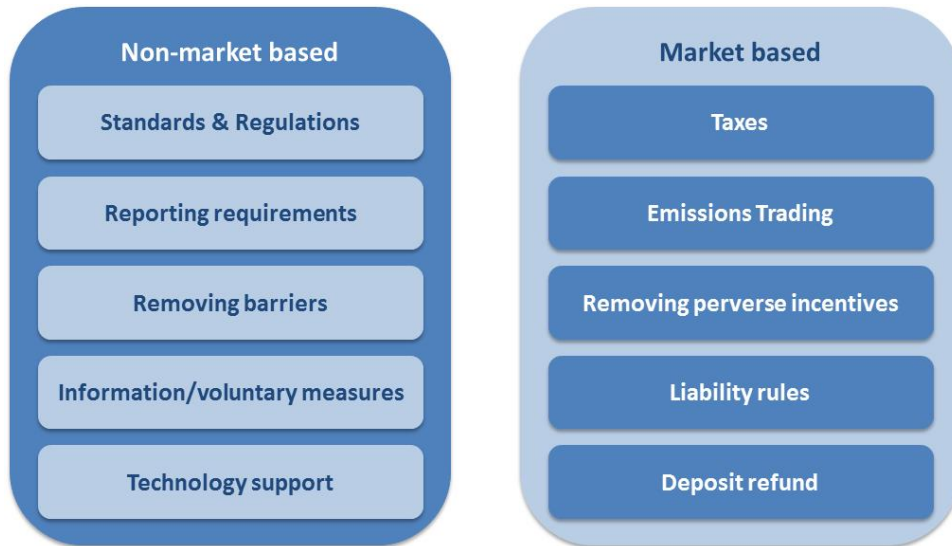 Non-market based
Standards & Regulations
Reporting requirements
Removing barriers
Information/voluntary measures
Technology support
Market based
Taxes
Emissions Trading
Removing perverse incentives
Liability rules
Deposit refund